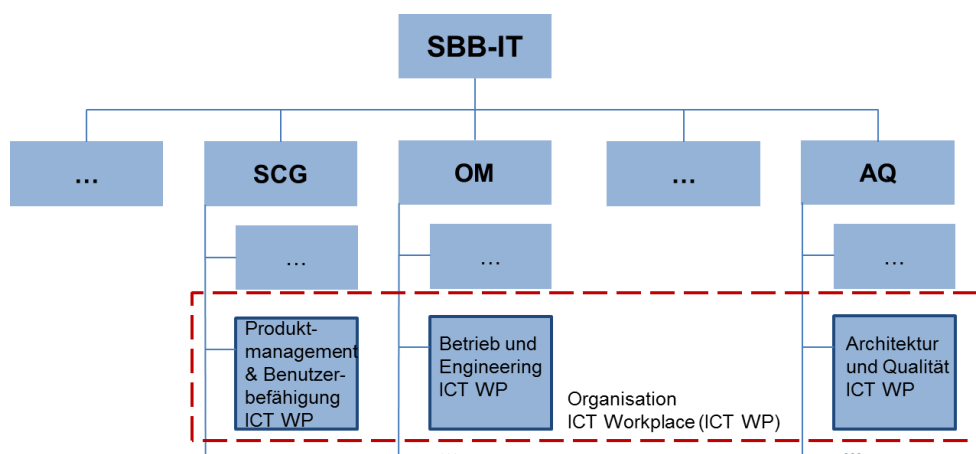 SBB-IT
...
SCG
OM
...
AQ
...
...
...
Produkt-
management
& Benutzer-
befähigung
ICT WP
Betrieb und
Engineering
ICT WP
Organisation
ICT Workplace (ICT WP)
Architektur
und Qualität
ICT WP